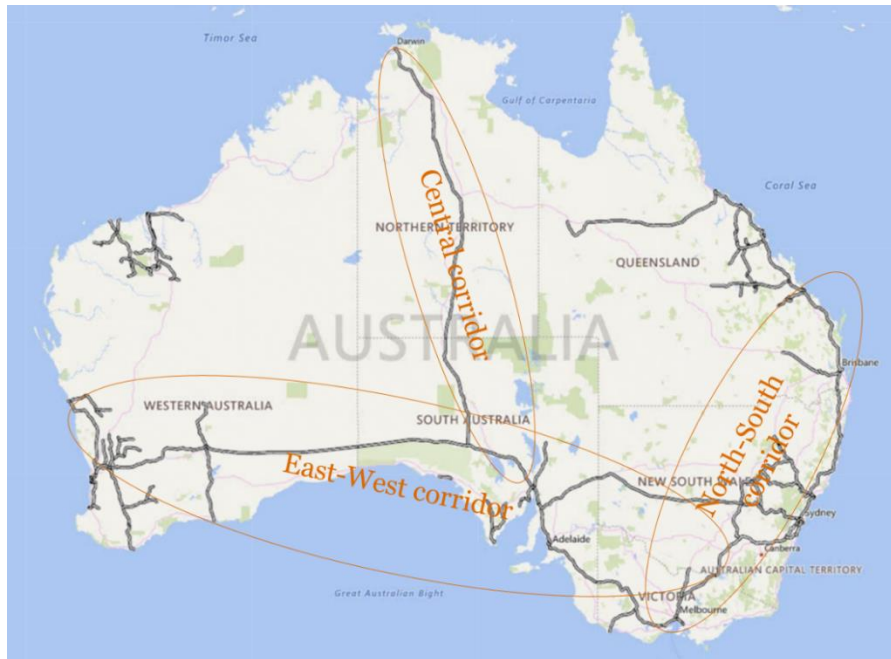 Timor Sea
Darwin
Gulf of Carpentaria
Coral Sea
Central corridor
NORTHERN TERRITORY
QUEENSLAND
AUSTRALIA
Brisbane
WESTERN AUSTRALIA
SOUTH AUSTRALIA
North-South
corridor
East-West corridor
NEW SOUTH WALES
Sydney
Adelaide
Canberra
AUSTRALIAN CAPITAL TERRITORY
Great Australian Bight
VICTORIA
Melbourne